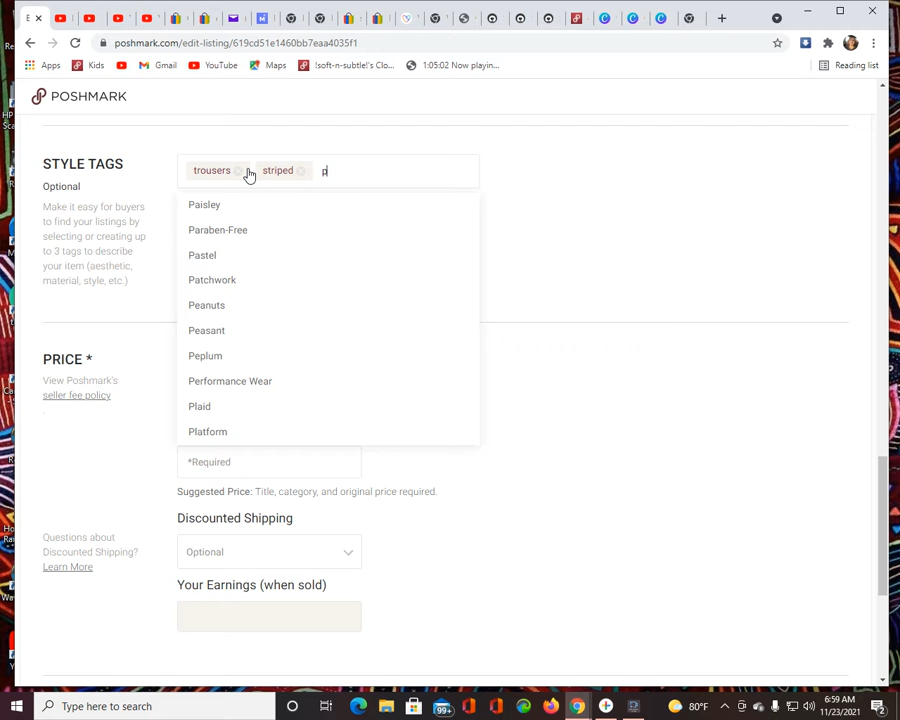 E
poshmark.com/edit-listing/619cd51e1460bb7eaa4035f1
Apps Kids Gmail YouTube Maps !soft-n-subtle!'s Clo... 1:05:02 Now playin... Reading list
POSHMARK
STYLE TAGS
Optional
Make it easy for buyers
to find your listings by
selecting or creating up
to 3 tags to describe
your item (aesthetic,
material, style, etc.)
trousers striped p
Paisley
Paraben-Free
Pastel
Patchwork
Peanuts
Peasant
Peplum
Performance Wear
Plaid
Platform
PRICE *
View Poshmark's
seller fee policy
.
*Required
Suggested Price: Title, category, and original price required.
Discounted Shipping
Questions about
Discounted Shipping?
Learn More
Optional
Your Earnings (when sold)
Type here to search
99+
80°F
6:59 AM
11/23/2021
2